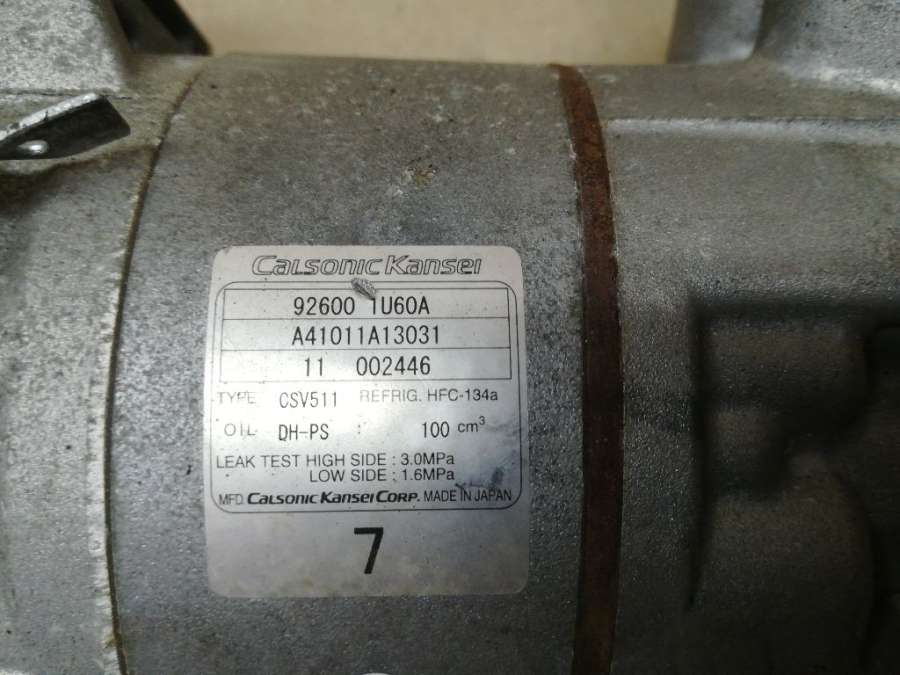 Calsonic Kansei
92600 1U60A
A41011A13031
11 002446
TYPE CSV511 REFRIG. HFC-134a
OIL DH-PS : 100 cm³
LEAK TEST HIGH SIDE : 3.0MPa
LOW SIDE : 1.6MPa
MFD. CALSONIC KANSEI CORP. MADE IN JAPAN
7